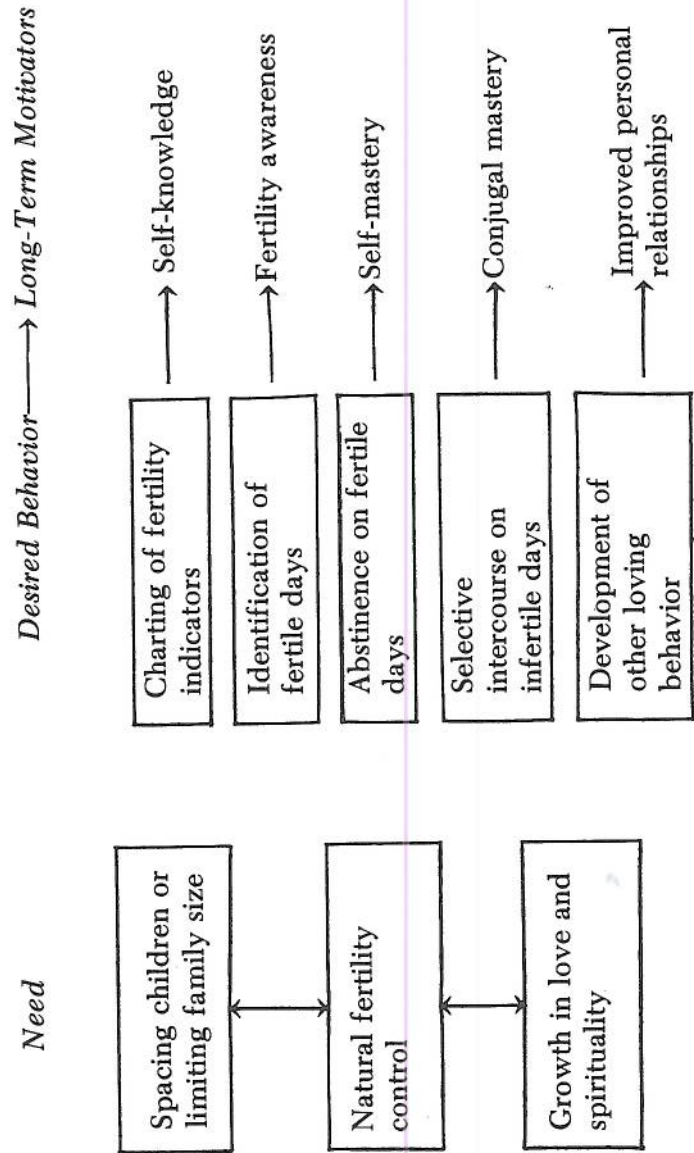 Need
Desired Behavior → Long-Term Motivators
Spacing children or
limiting family size
Natural fertility
control
Growth in love and
spirituality
Charting of fertility
indicators
Self-knowledge
Identification of
fertile days
Fertility awareness
Abstinence on fertile
days
Self-mastery
Selective
intercourse on
infertile days
Conjugal mastery
Development of
other loving
behavior
Improved personal
relationships